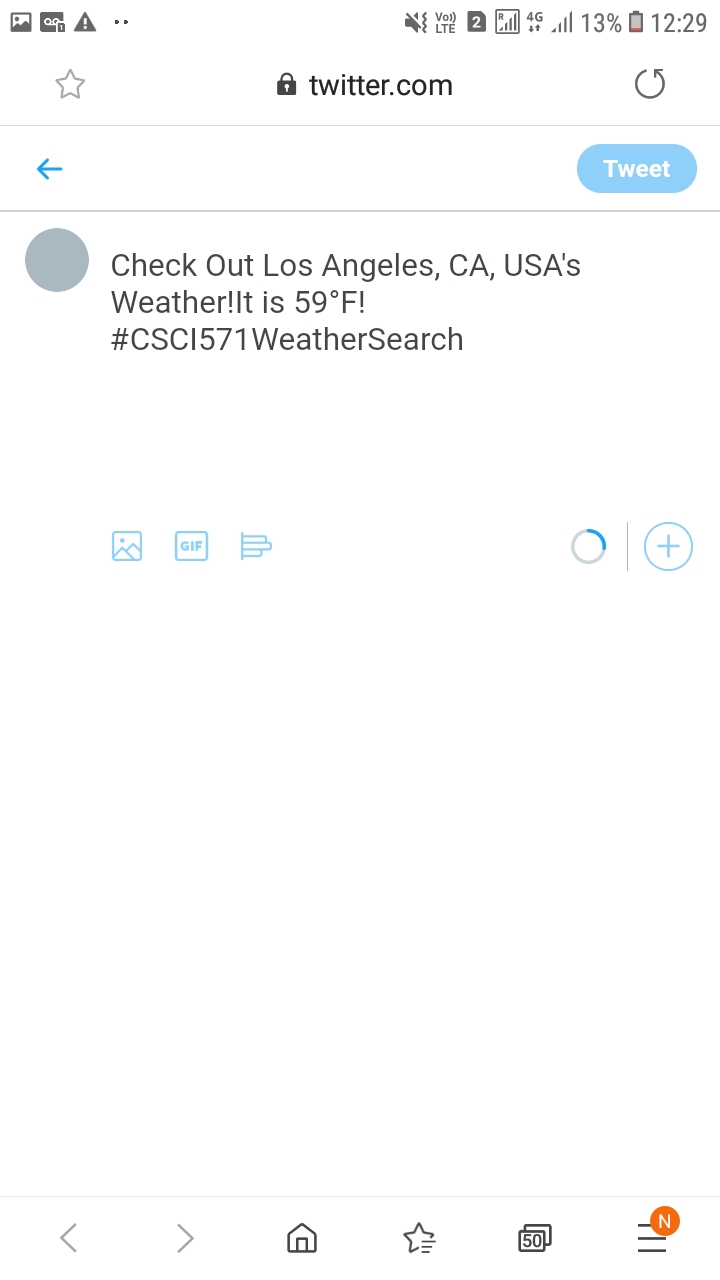 Vo)) LTE 2 R 4G 13% 12:29
twitter.com
Tweet
Check Out Los Angeles, CA, USA's
Weather!It is 59°F!
#CSCI571WeatherSearch
GIF
50 N